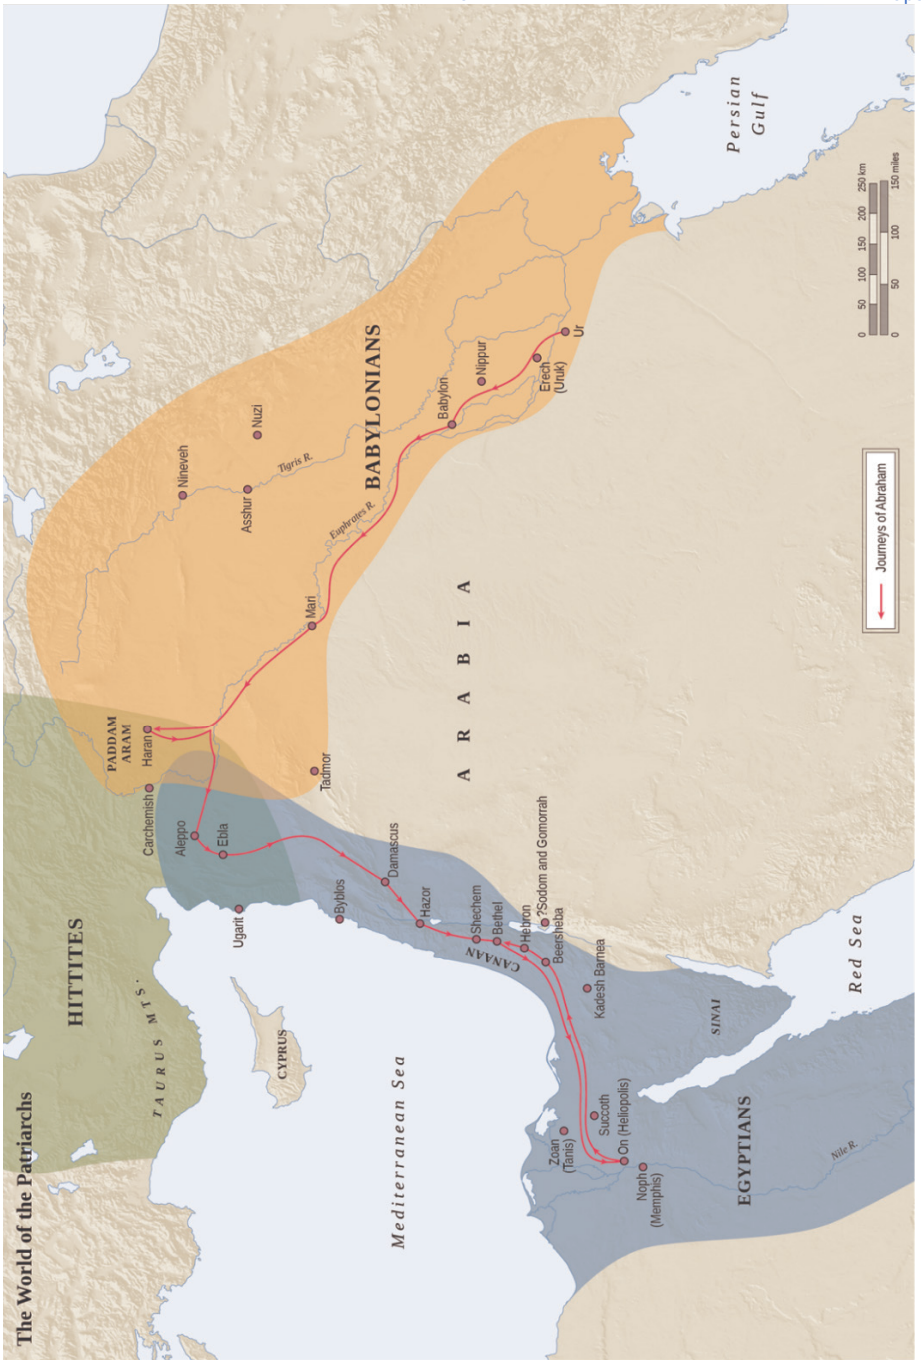 The World of the Patriarchs
HITTITES
TAURUS MTS.
CYPRUS
Mediterranean Sea
Carchemish
PADDAM
ARAM
Haran
Aleppo
Ebla
Ugarit
Byblos
Tadmor
Damascus
Hazor
Shechem
Bethel
CANAAN
Hebron
?Sodom and Gomorrah
Beersheba
Kadesh Barnea
SINAI
Zoan
(Tanis)
Succoth
On (Heliopolis)
Noph
(Memphis)
EGYPTIANS
Nile R.
Red Sea
Nineveh
Nuzi
Asshur
Tigris R.
BABYLONIANS
Euphrates R.
Mari
Babylon
Nippur
Erech
(Uruk)
Ur
ARABIA
Persian
Gulf
0 50 100 150 200 250 km
0 50 100 150 miles
Journeys of Abraham